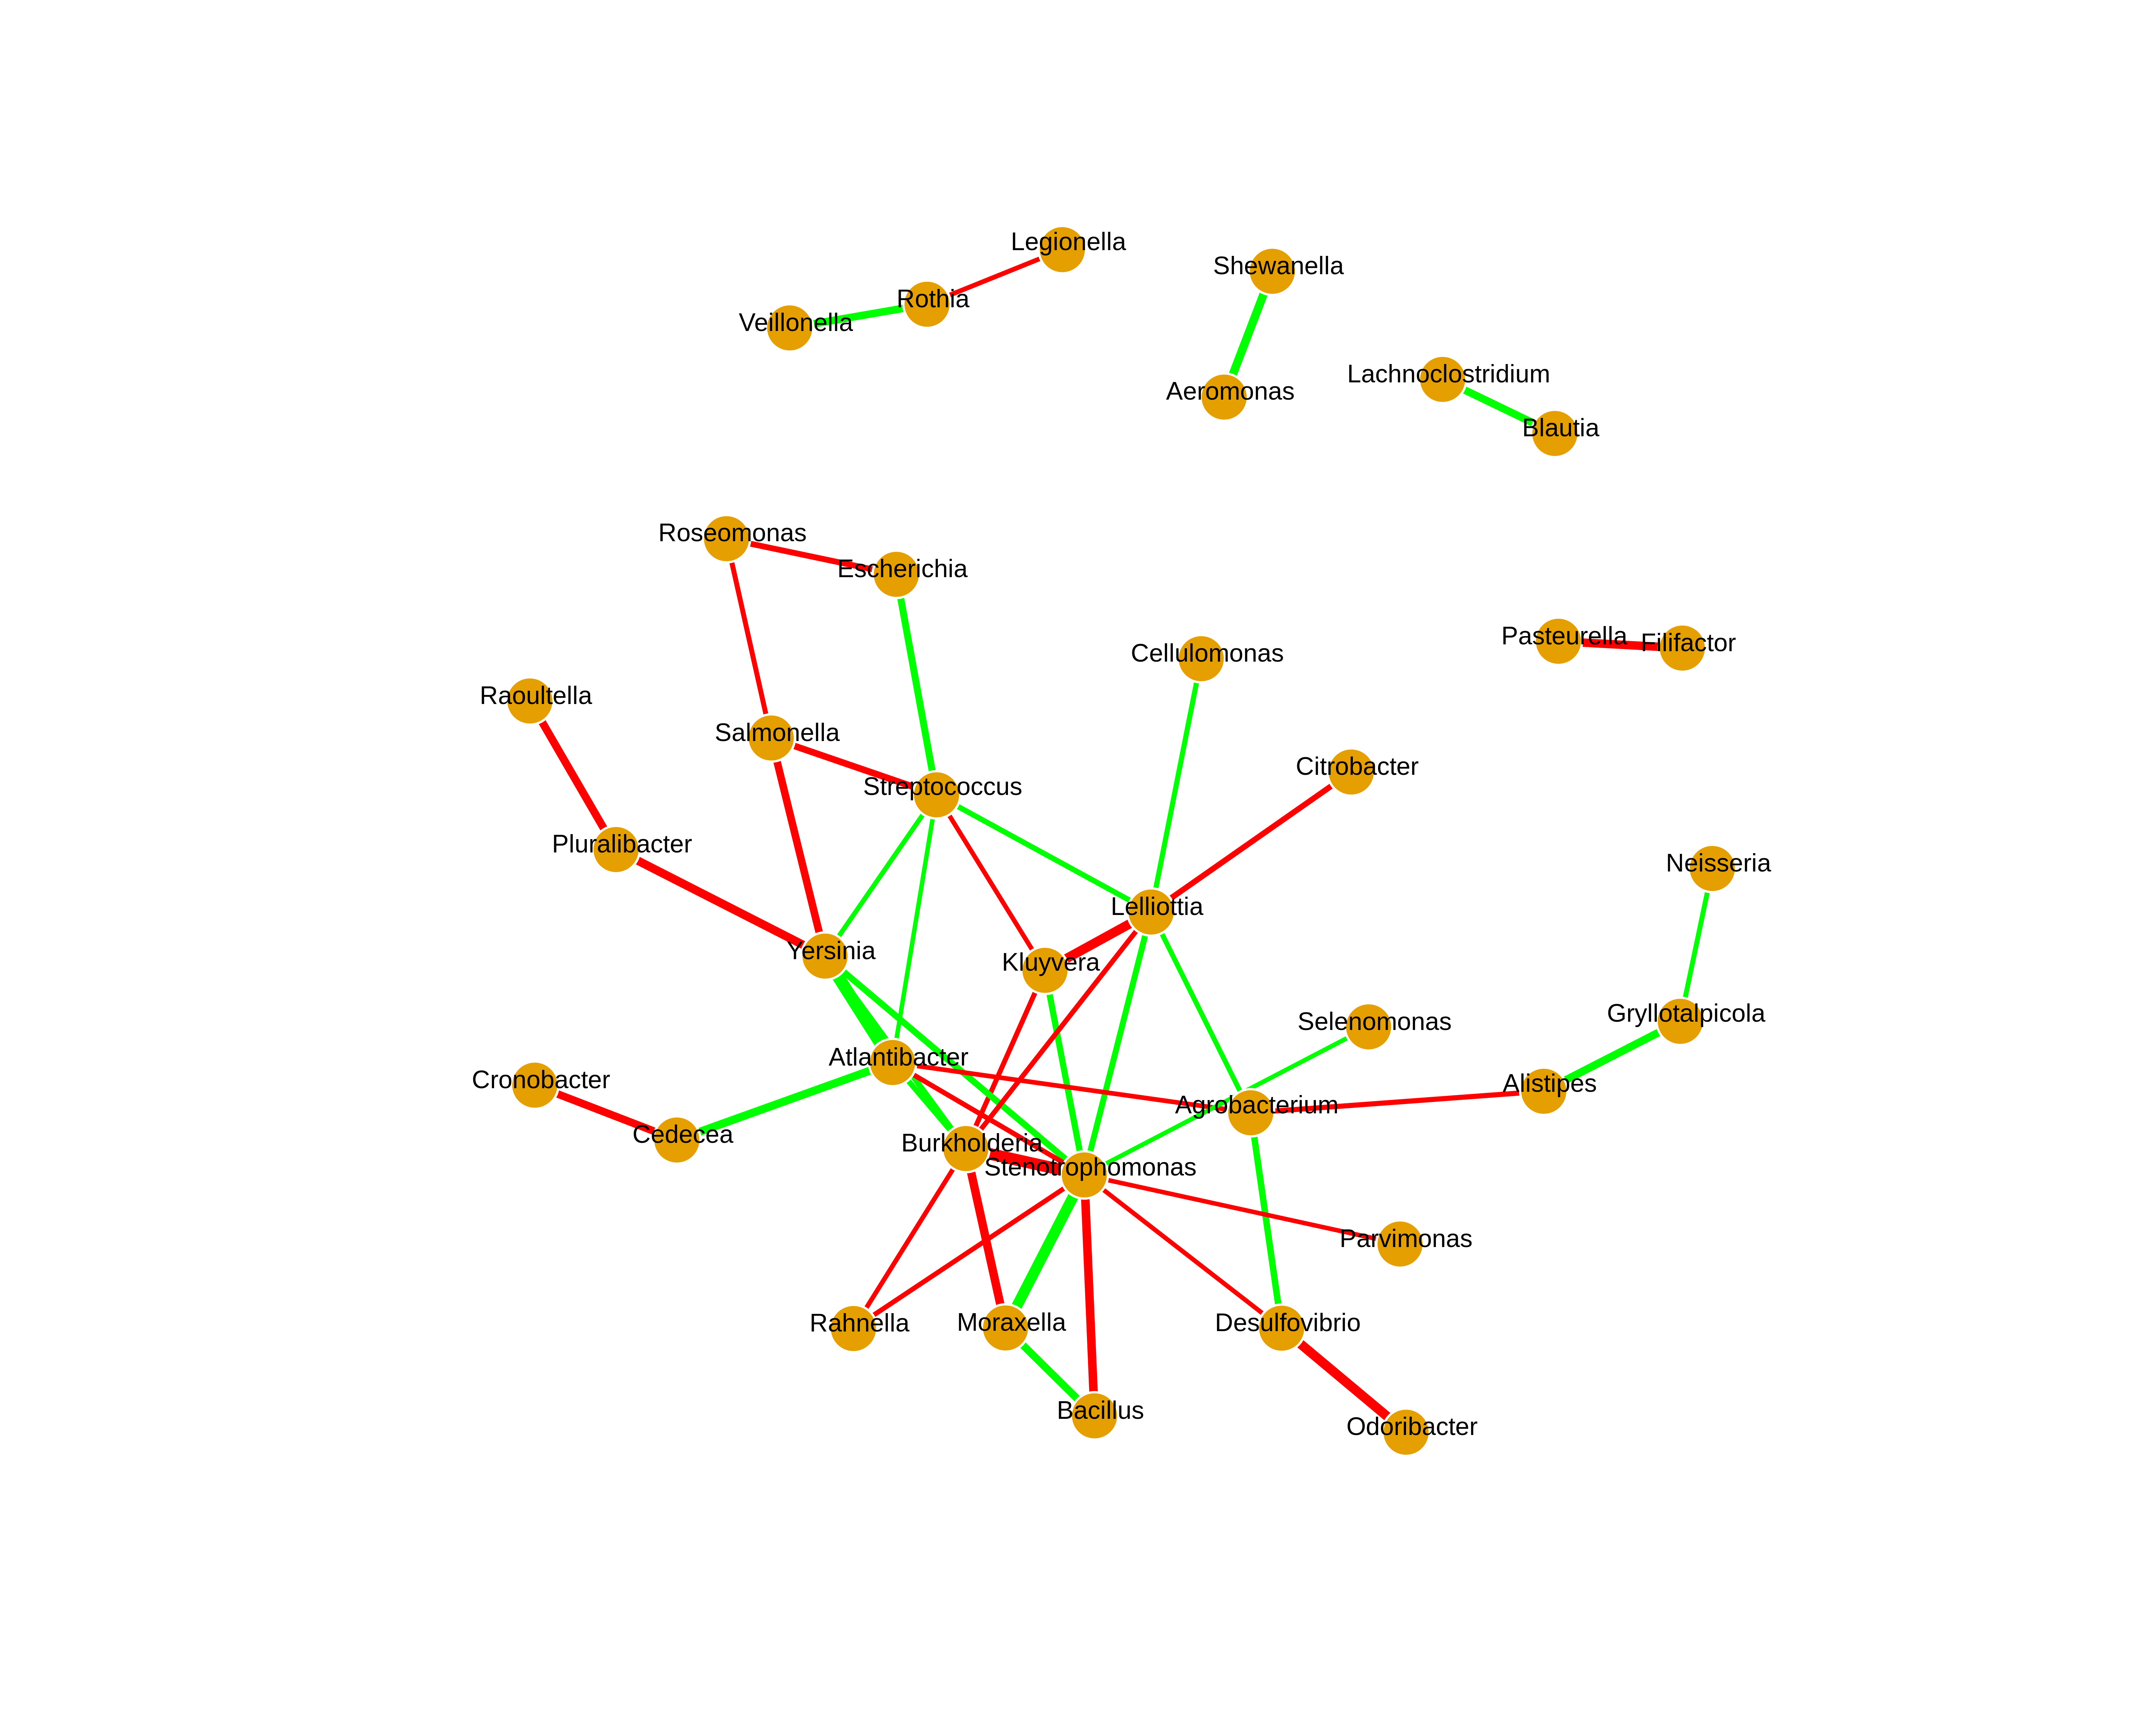 Legionella
Shewanella
Rothia
Veillonella
Lachnoclostridium
Aeromonas
Blautia
Roseomonas
Escherichia
Pasteurella
Filifactor
Cellulomonas
Raoultella
Salmonella
Citrobacter
Streptococcus
Pluralibacter
Neisseria
Lelliottia
Yersinia
Kluyvera
Gryllotalpicola
Selenomonas
Atlantibacter
Cronobacter
Alistipes
Agrobacterium
Cedecea
Burkholderia
Stenotrophomonas
Parvimonas
Rahnella
Moraxella
Desulfovibrio
Bacillus
Odoribacter